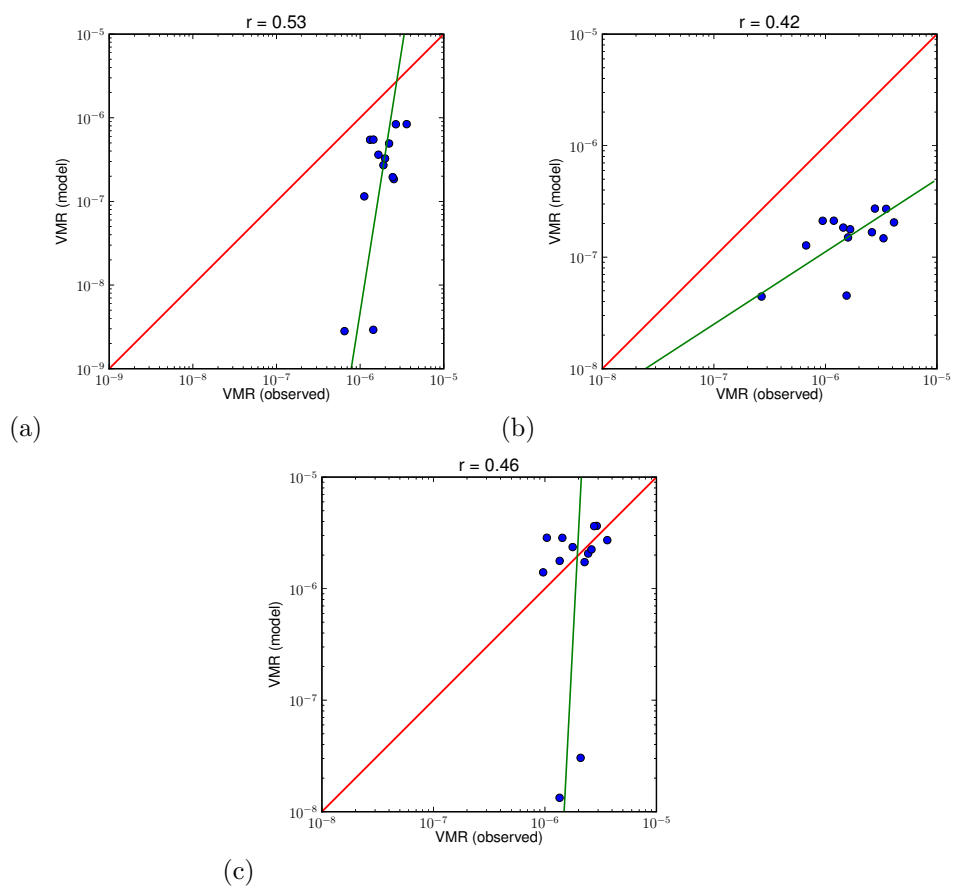 r = 0.53
10⁻⁵
10⁻⁶
10⁻⁷
10⁻⁸
10⁻⁹
VMR (model)
10⁻⁹ 10⁻⁸ 10⁻⁷ 10⁻⁶ 10⁻⁵
VMR (observed)
(a)
r = 0.42
10⁻⁵
10⁻⁶
10⁻⁷
10⁻⁸
VMR (model)
10⁻⁸ 10⁻⁷ 10⁻⁶ 10⁻⁵
VMR (observed)
(b)
r = 0.46
10⁻⁵
10⁻⁶
10⁻⁷
10⁻⁸
VMR (model)
10⁻⁸ 10⁻⁷ 10⁻⁶ 10⁻⁵
VMR (observed)
(c)